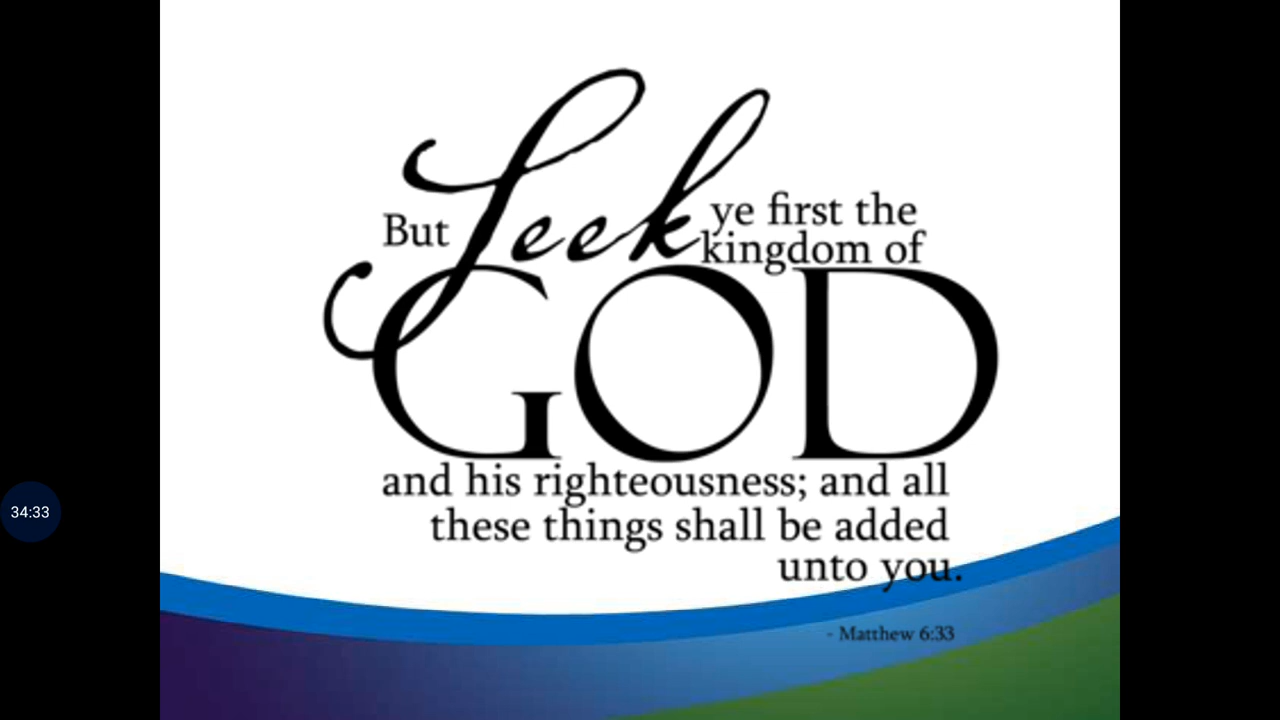 But Seek ye first the
kingdom of
GOD
and his righteousness; and all
these things shall be added
unto you.
- Matthew 6:33
34:33